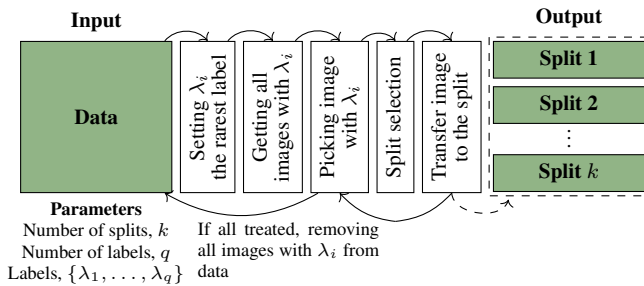 Input
Output
Data
Setting λ_i
the rarest label
Getting all
images with λ_i
Picking image
with λ_i
Split selection
Transfer image
to the split
Split 1
Split 2
⋮
Split k
Parameters
Number of splits, k
Number of labels, q
Labels, {λ_1, . . . , λ_q}
If all treated, removing
all images with λ_i from
data